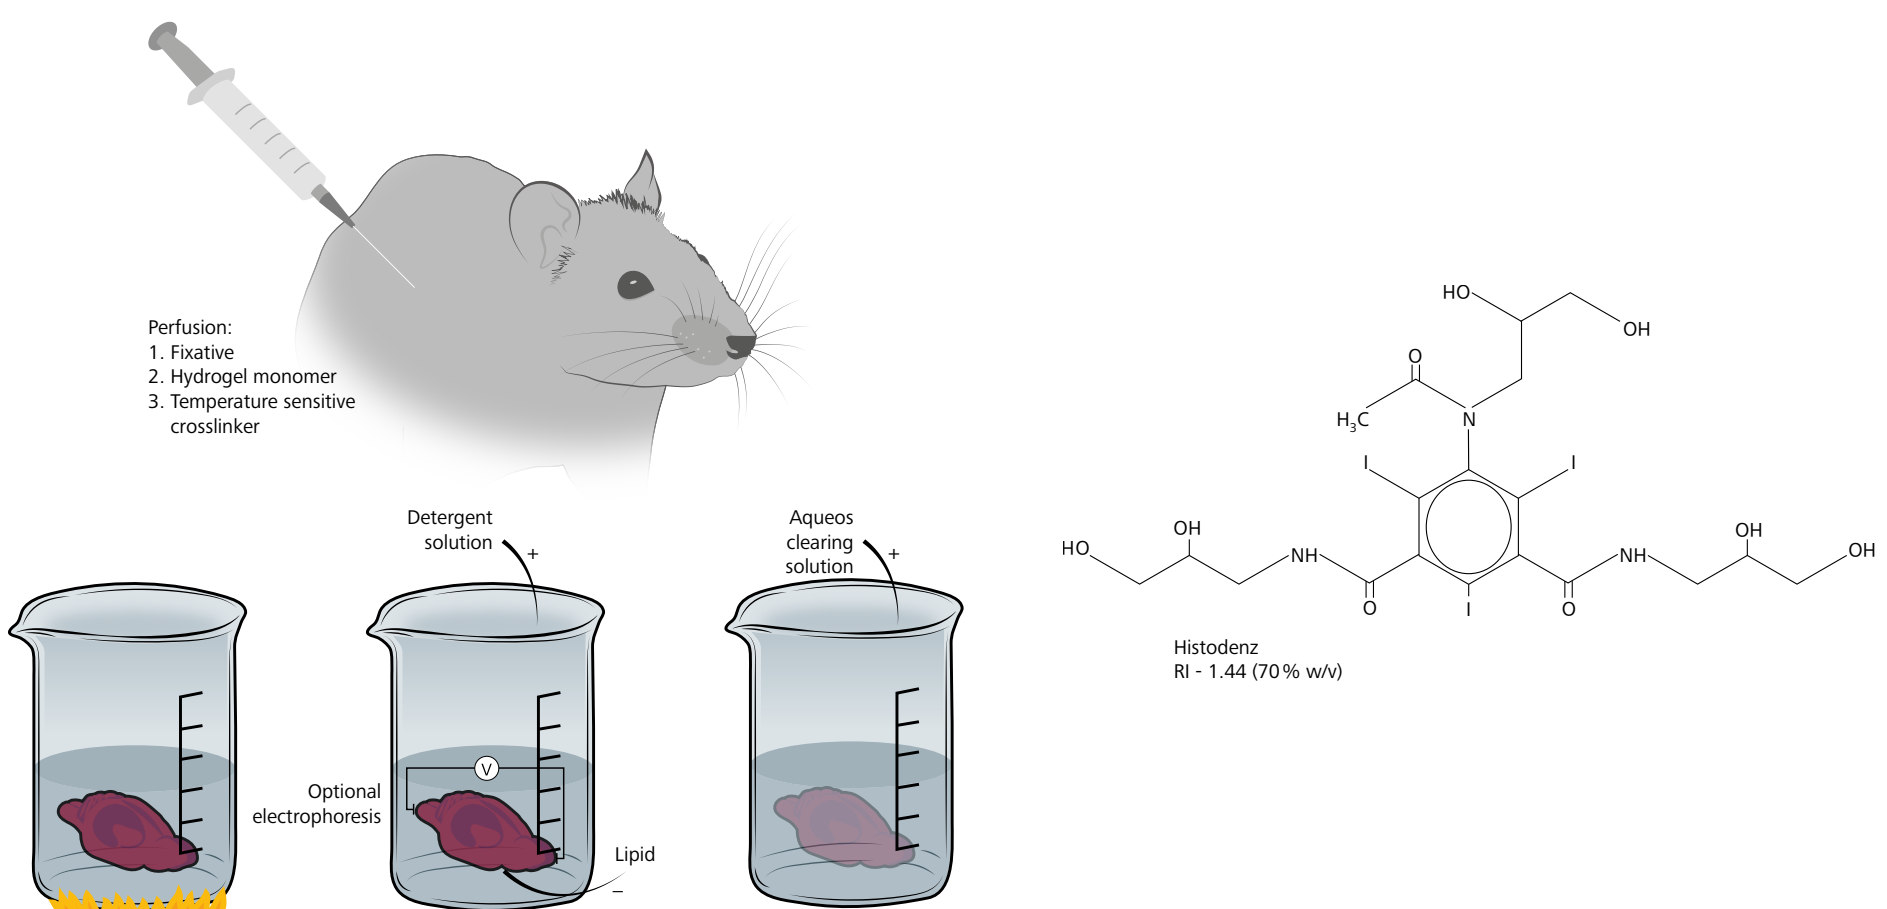 Perfusion:
1. Fixative
2. Hydrogel monomer
3. Temperature sensitive
crosslinker
Detergent
solution
+
Aqueos
clearing
solution
+
V
Optional
electrophoresis
Lipid
−
HO
OH
O
H3C
N
I
I
HO
OH
NH
O
I
O
NH
OH
OH
Histodenz
RI - 1.44 (70% w/v)